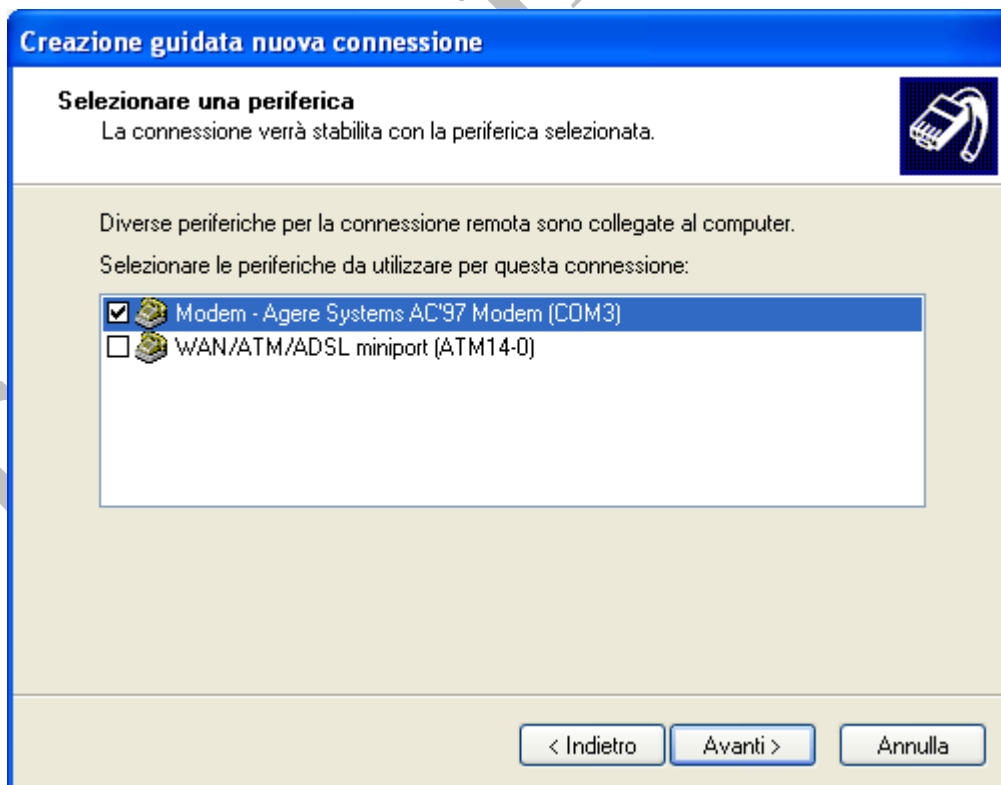 Creazione guidata nuova connessione
Selezionare una periferica
La connessione verrà stabilita con la periferica selezionata.
Diverse periferiche per la connessione remota sono collegate al computer.
Selezionare le periferiche da utilizzare per questa connessione:
Modem - Agere Systems AC'97 Modem (COM3)
WAN/ATM/ADSL miniport (ATM14-0)
< Indietro
Avanti >
Annulla